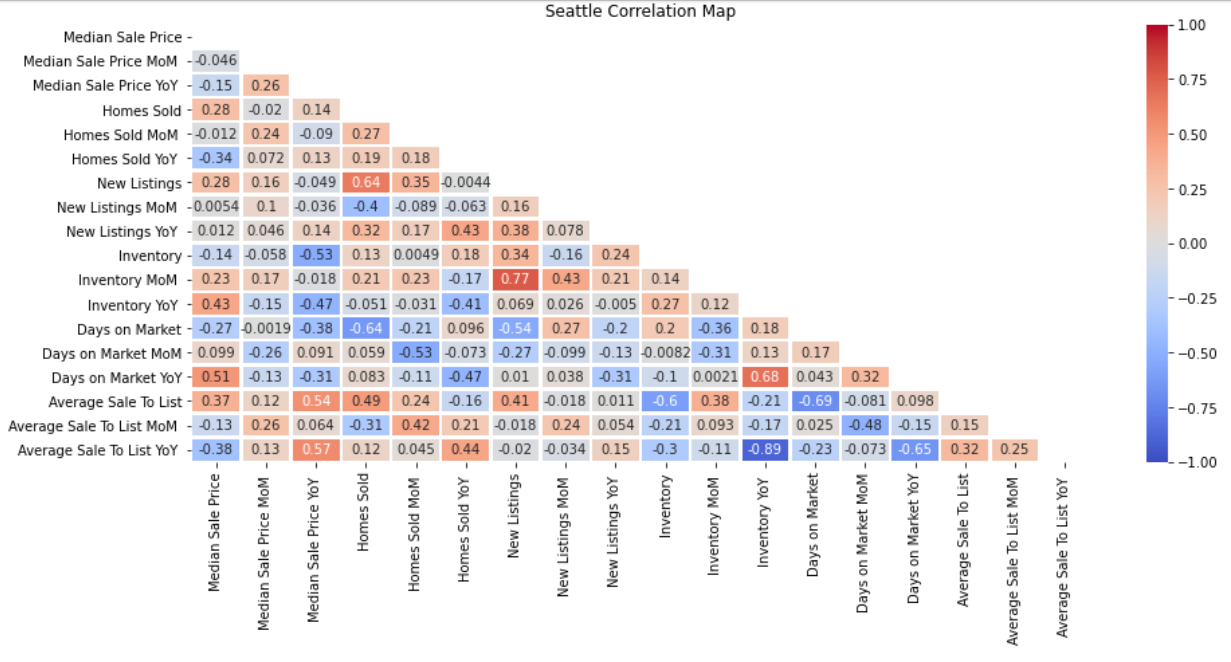 Seattle Correlation Map
Median Sale Price
Median Sale Price MoM -0.046
Median Sale Price YoY -0.15 0.26
Homes Sold 0.28 -0.02 0.14
Homes Sold MoM -0.012 0.24 -0.09 0.27
Homes Sold YoY -0.34 0.072 0.13 0.19 0.18
New Listings 0.28 0.16 -0.049 0.64 0.35 -0.0044
New Listings MoM 0.0054 0.1 -0.036 -0.4 -0.089 -0.063 0.16
New Listings YoY 0.012 0.046 0.14 0.32 0.17 0.43 0.38 0.078
Inventory -0.14 -0.058 -0.53 0.13 0.0049 0.18 0.34 -0.16 0.24
Inventory MoM 0.23 0.17 -0.018 0.21 0.23 -0.17 0.77 0.43 0.21 0.14
Inventory YoY 0.43 -0.15 -0.47 -0.051 -0.031 -0.41 0.069 0.026 -0.005 0.27 0.12
Days on Market -0.27 -0.0019 -0.38 -0.64 -0.21 0.096 -0.54 0.27 -0.2 0.2 -0.36 0.18
Days on Market MoM 0.099 -0.26 0.091 0.059 -0.53 -0.073 -0.27 -0.099 -0.13 -0.0082 -0.31 0.13 0.17
Days on Market YoY 0.51 -0.13 -0.31 0.083 -0.11 -0.47 0.01 0.038 -0.31 -0.1 0.0021 0.68 0.043 0.32
Average Sale To List 0.37 0.12 0.54 0.49 0.24 -0.16 0.41 -0.018 0.011 -0.6 0.38 -0.21 -0.69 -0.081 0.098
Average Sale To List MoM -0.13 0.26 0.064 -0.31 0.42 0.21 -0.018 0.24 0.054 -0.21 0.093 -0.17 0.025 -0.48 -0.15 0.15
Average Sale To List YoY -0.38 0.13 0.57 0.12 0.045 0.44 -0.02 -0.034 0.15 -0.3 -0.11 -0.89 -0.23 -0.073 -0.65 0.32 0.25
Median Sale Price
Median Sale Price MoM
Median Sale Price YoY
Homes Sold
Homes Sold MoM
Homes Sold YoY
New Listings
New Listings MoM
New Listings YoY
Inventory
Inventory MoM
Inventory YoY
Days on Market
Days on Market MoM
Days on Market YoY
Average Sale To List
Average Sale To List MoM
Average Sale To List YoY
1.00
0.75
0.50
0.25
0.00
−0.25
−0.50
−0.75
−1.00